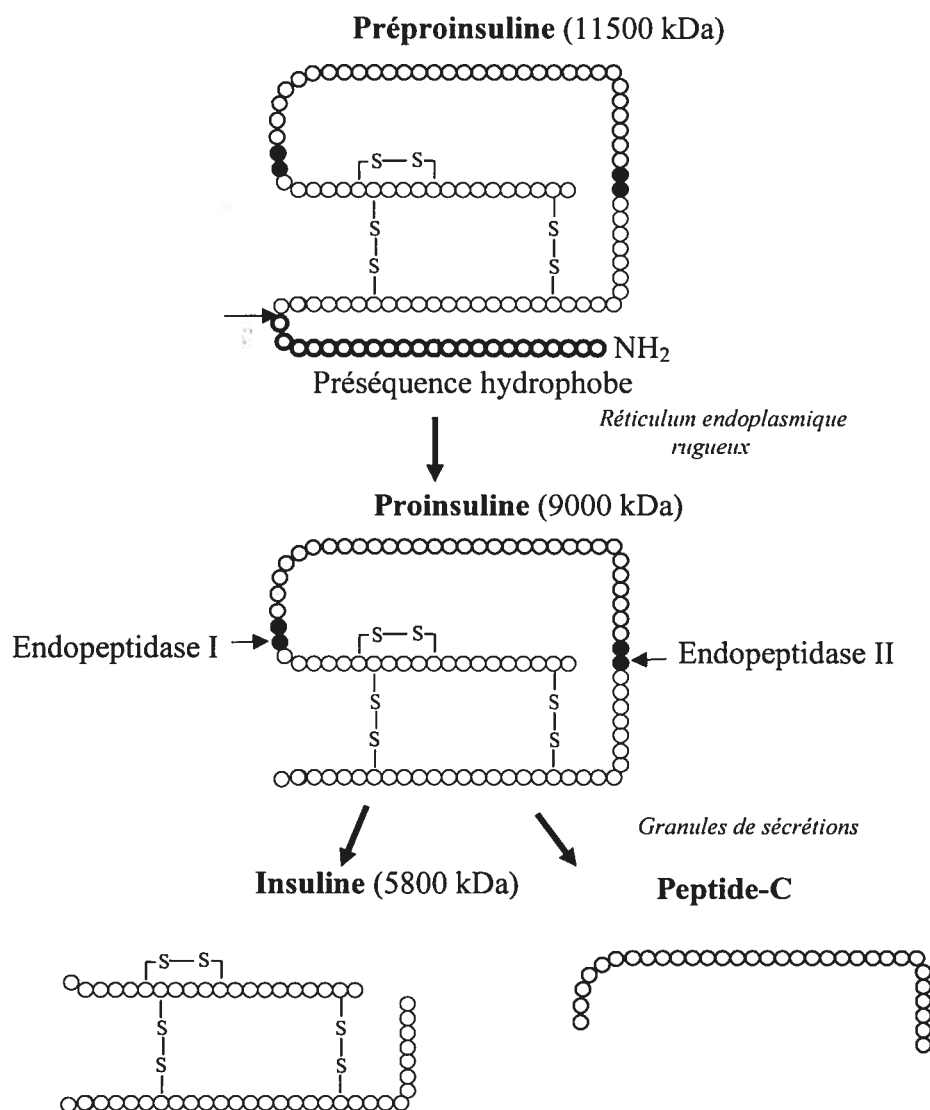 Préproinsuline (11500 kDa)
S—S
S S
S S
NH2
Préséquence hydrophobe
Réticulum endoplasmique
rugueux
Proinsuline (9000 kDa)
Endopeptidase I
S—S
Endopeptidase II
S S
S S
Granules de sécrétions
Insuline (5800 kDa)
Peptide-C
S—S
S S
S S